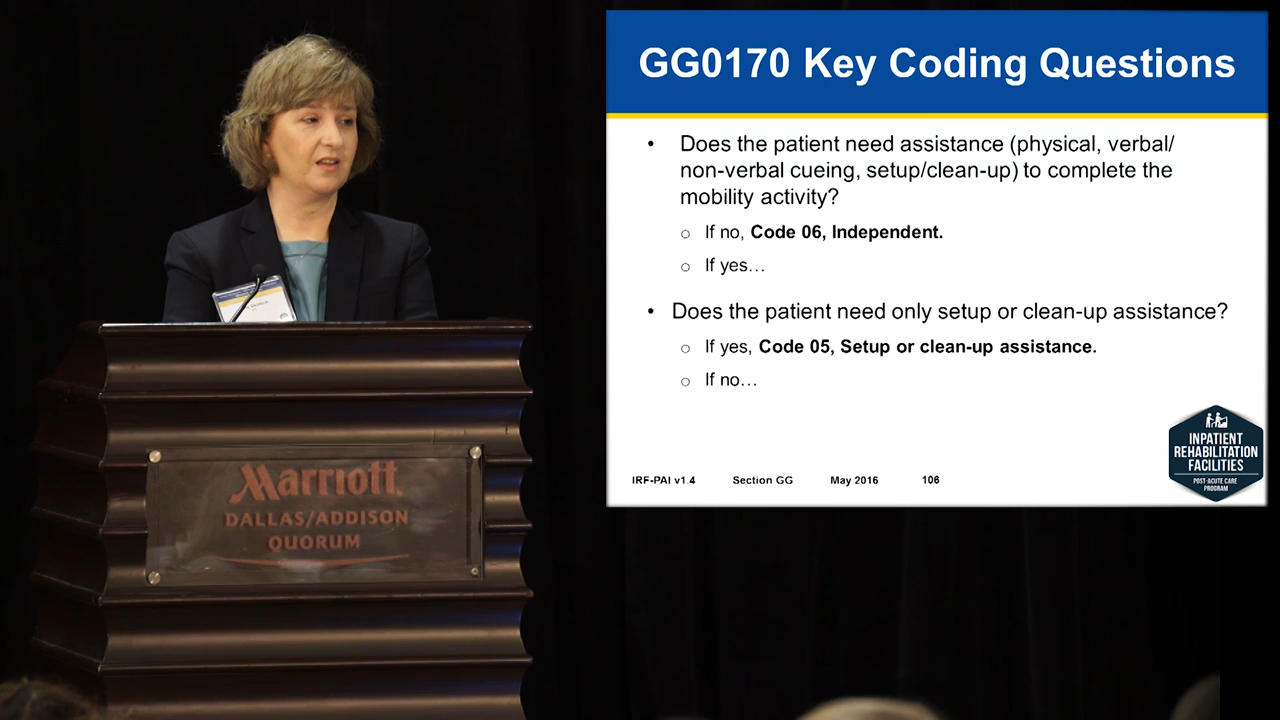 GG0170 Key Coding Questions
• Does the patient need assistance (physical, verbal/
non-verbal cueing, setup/clean-up) to complete the
mobility activity?
o If no, Code 06, Independent.
o If yes…
• Does the patient need only setup or clean-up assistance?
o If yes, Code 05, Setup or clean-up assistance.
o If no…
IRF-PAI v1.4 Section GG May 2016 106
INPATIENT
REHABILITATION
FACILITIES
POST-ACUTE CARE
PROGRAM
Marriott
DALLAS/ADDISON
QUORUM